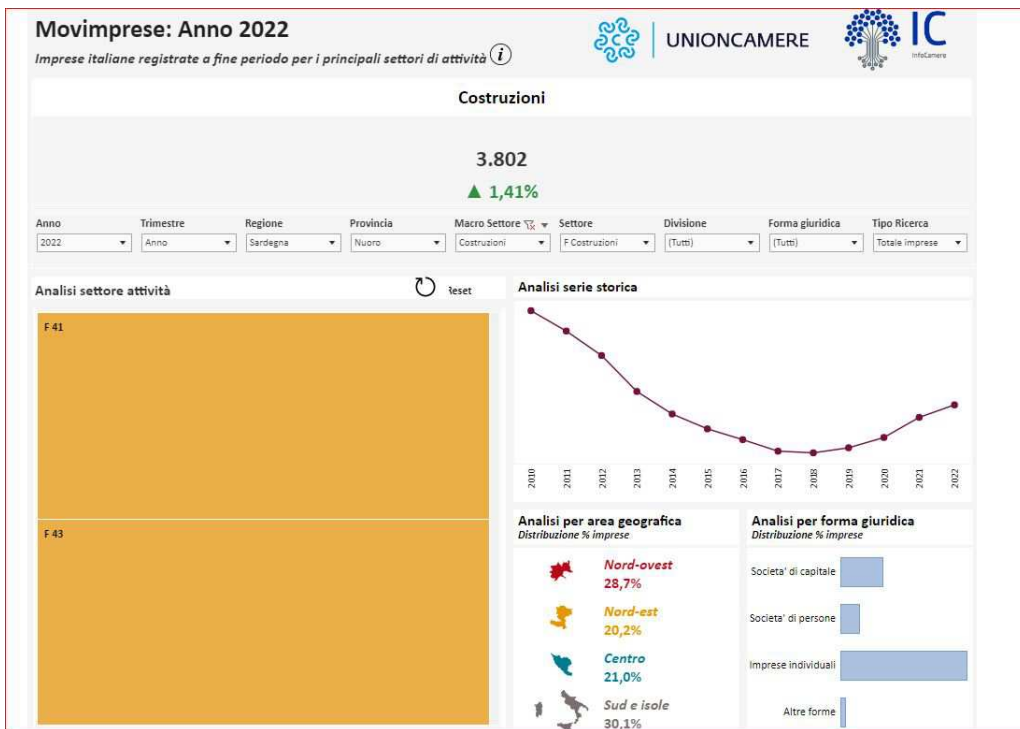 Movimprese: Anno 2022
Imprese italiane registrate a fine periodo per i principali settori di attività i
UNIONCAMERE
IC
InfoCamere
Costruzioni
3.802
▲ 1,41%
Anno Trimestre Regione Provincia Macro Settore Settore Divisione Forma giuridica Tipo Ricerca
2022 Anno Sardegna Nuoro Costruzioni F Costruzioni (Tutti) (Tutti) Totale imprese
Analisi settore attività
Reset
F 41
F 43
Analisi serie storica
2010 2011 2012 2013 2014 2015 2016 2017 2018 2019 2020 2021 2022
Analisi per area geografica
Distribuzione % imprese
Nord-ovest
28,7%
Nord-est
20,2%
Centro
21,0%
Sud e isole
30,1%
Analisi per forma giuridica
Distribuzione % imprese
Societa' di capitale
Societa' di persone
Imprese individuali
Altre forme